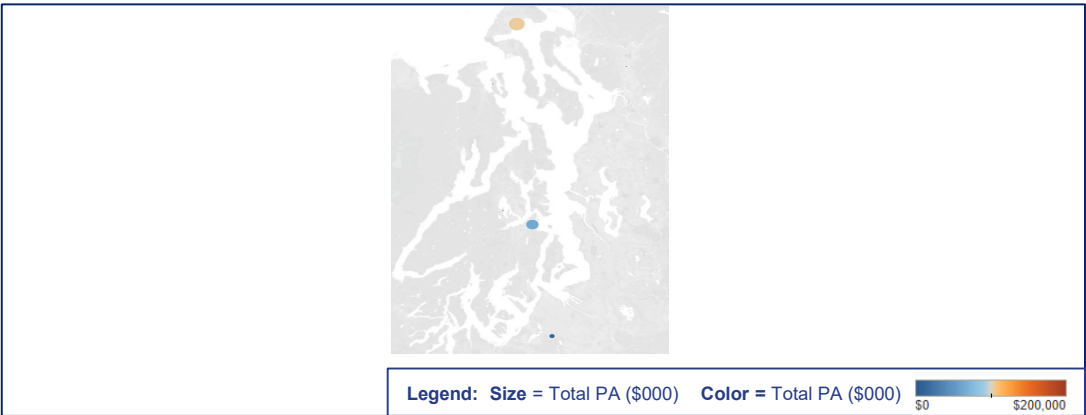 Legend: Size = Total PA ($000) Color = Total PA ($000)
$0 $200,000